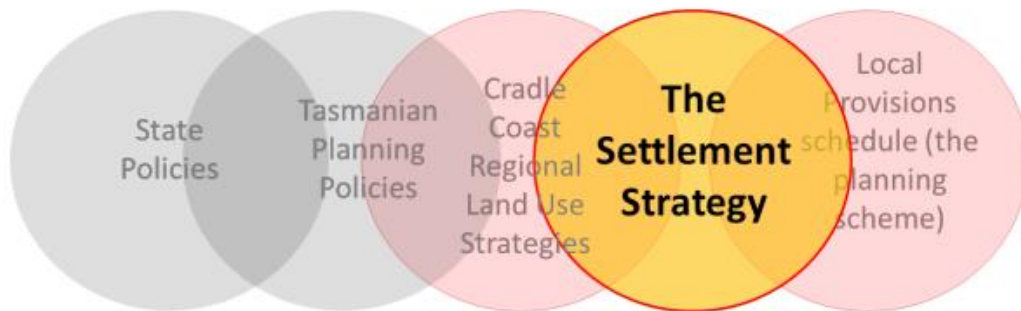 State
Policies
Tasmanian
Planning
Policies
Cradle
Coast
Regional
Land Use
Strategies
The
Settlement
Strategy
Local
Provisions
schedule (the
planning
scheme)